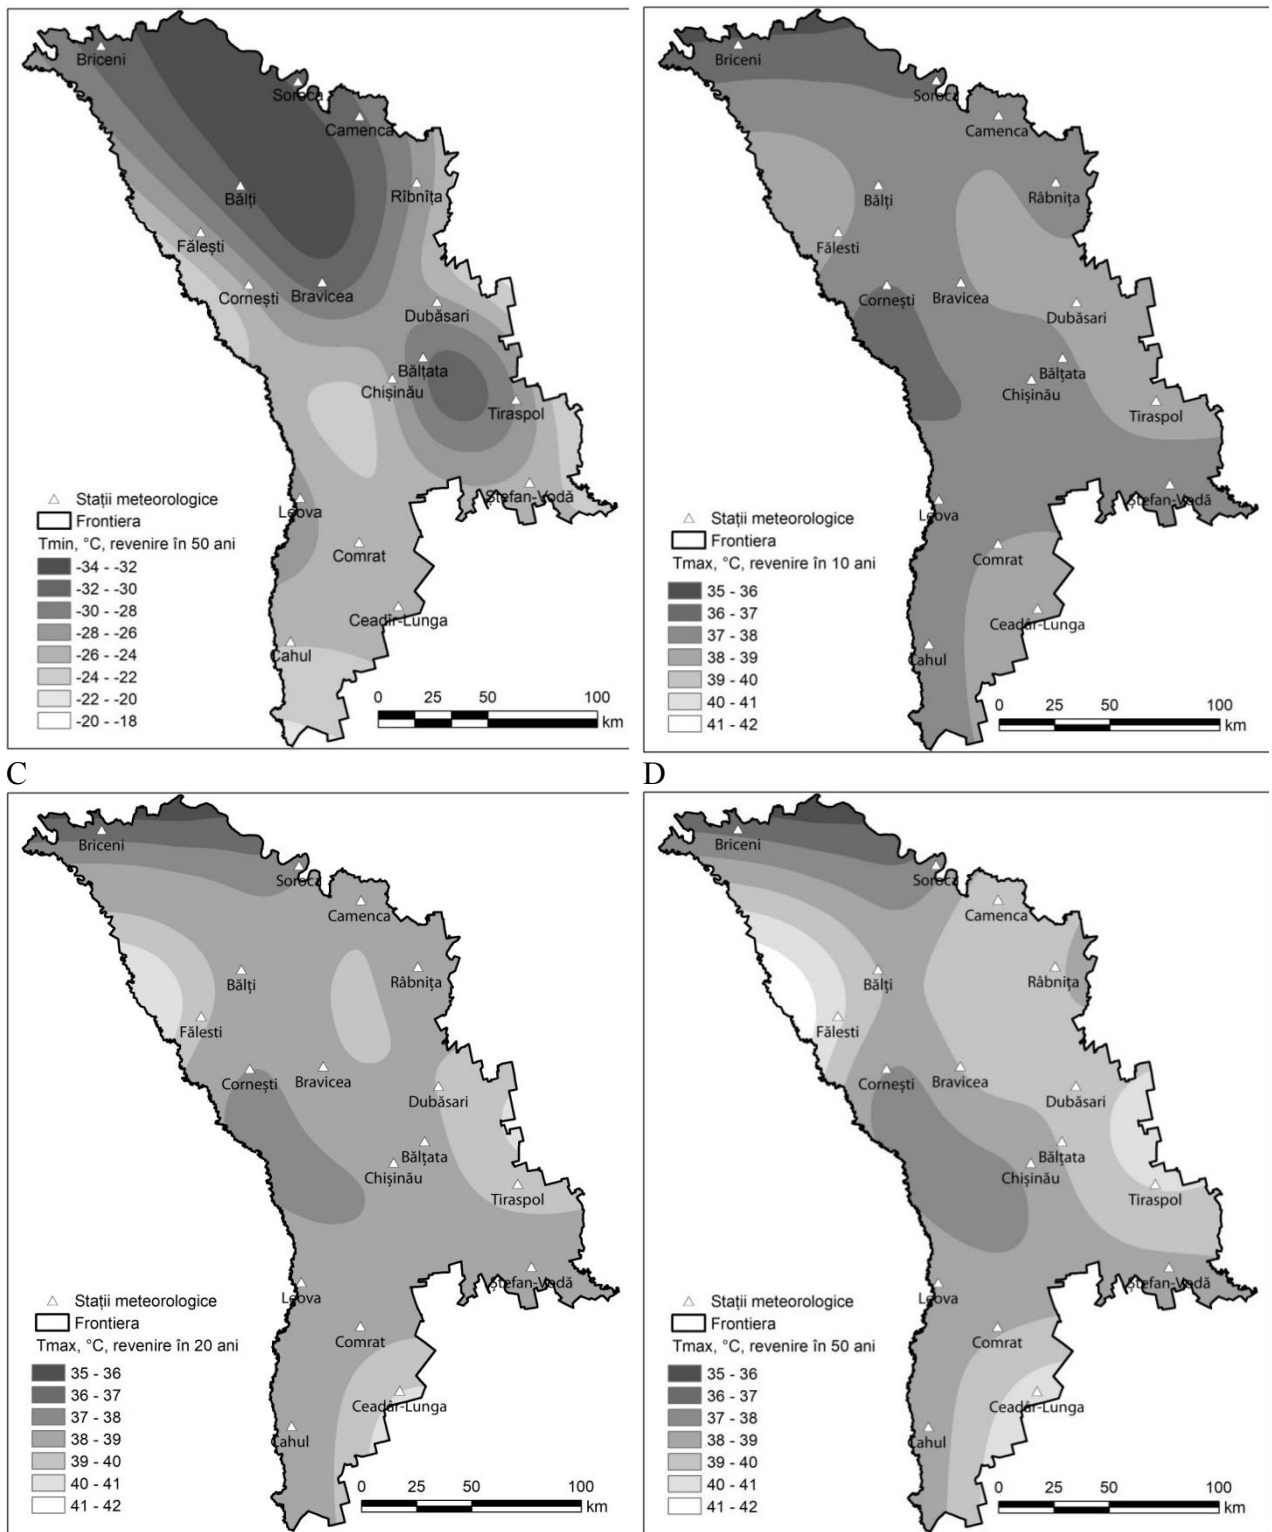 Briceni
Soroca
Camenca
Bălți
Rîbnîța
Fălești
Cornești
Bravicea
Dubăsari
Bălțata
Chișinău
Tiraspol
Ștefan-Vodă
Leova
Comrat
Ceadîr-Lunga
Cahul
Stații meteorologice
Frontiera
Tmin, °C, revenire în 50 ani
-34 - -32
-32 - -30
-30 - -28
-28 - -26
-26 - -24
-24 - -22
-22 - -20
-20 - -18
0 25 50 100
km
Briceni
Soroca
Camenca
Bălți
Râbnița
Fălesti
Cornești
Bravicea
Dubăsari
Bălțata
Chișinău
Tiraspol
Ștefan-Vodă
Leova
Comrat
Ceadâr-Lunga
Cahul
Stații meteorologice
Frontiera
Tmax, °C, revenire în 10 ani
35 - 36
36 - 37
37 - 38
38 - 39
39 - 40
40 - 41
41 - 42
0 25 50 100
km
C
Briceni
Soroca
Camenca
Bălți
Râbnița
Fălesti
Cornești
Bravicea
Dubăsari
Bălțata
Chișinău
Tiraspol
Ștefan-Vodă
Leova
Comrat
Ceadâr-Lunga
Cahul
Stații meteorologice
Frontiera
Tmax, °C, revenire în 20 ani
35 - 36
36 - 37
37 - 38
38 - 39
39 - 40
40 - 41
41 - 42
0 25 50 100
km
D
Briceni
Soroca
Camenca
Bălți
Râbnița
Fălesti
Cornești
Bravicea
Dubăsari
Bălțata
Chișinău
Tiraspol
Ștefan-Vodă
Leova
Comrat
Ceadâr-Lunga
Cahul
Stații meteorologice
Frontiera
Tmax, °C, revenire în 50 ani
35 - 36
36 - 37
37 - 38
38 - 39
39 - 40
40 - 41
41 - 42
0 25 50 100
km